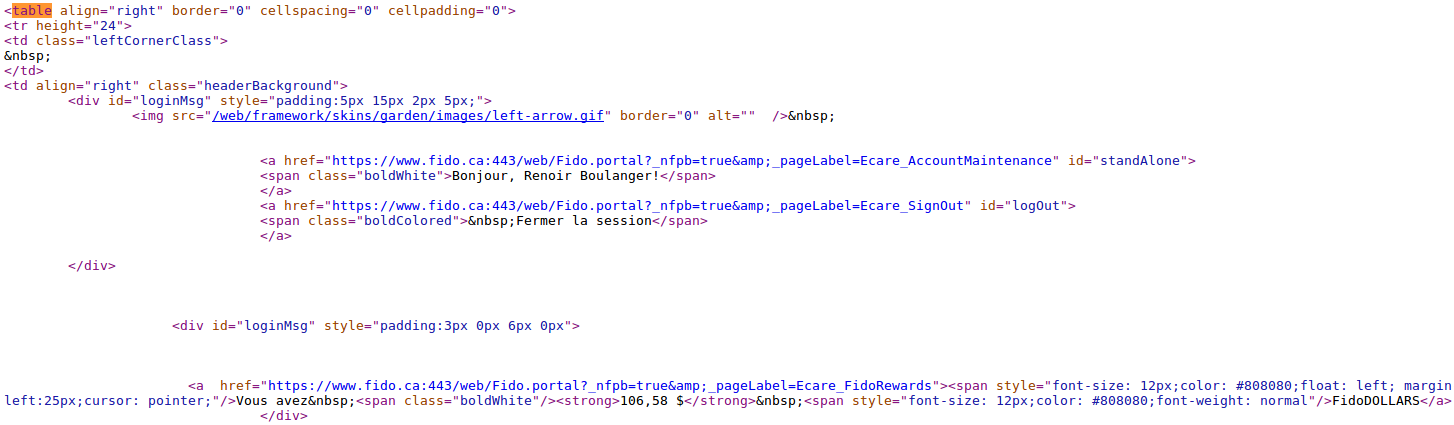 <table align="right" border="0" cellspacing="0" cellpadding="0">
<tr height="24">
<td class="leftCornerClass">
&nbsp;
</td>
<td align="right" class="headerBackground">
<div id="loginMsg" style="padding:5px 15px 2px 5px;">
<img src="/web/framework/skins/garden/images/left-arrow.gif" border="0" alt=""  />&nbsp;
<a href="https://www.fido.ca:443/web/Fido.portal?_nfpb=true&amp;_pageLabel=Ecare_AccountMaintenance" id="standAlone">
<span class="boldWhite">Bonjour, Renoir Boulanger!</span>
</a>
<a href="https://www.fido.ca:443/web/Fido.portal?_nfpb=true&amp;_pageLabel=Ecare_SignOut" id="logOut">
<span class="boldColored">&nbsp;Fermer la session</span>
</a>
</div>
<div id="loginMsg" style="padding:3px 0px 6px 0px">
<a  href="https://www.fido.ca:443/web/Fido.portal?_nfpb=true&amp;_pageLabel=Ecare_FidoRewards"><span style="font-size: 12px;color: #808080;float: left; margin
left:25px;cursor: pointer;"/>Vous avez&nbsp;<span class="boldWhite"/><strong>106,58 $</strong>&nbsp;<span style="font-size: 12px;color: #808080;font-weight: normal"/>FidoDOLLARS</a>
</div>